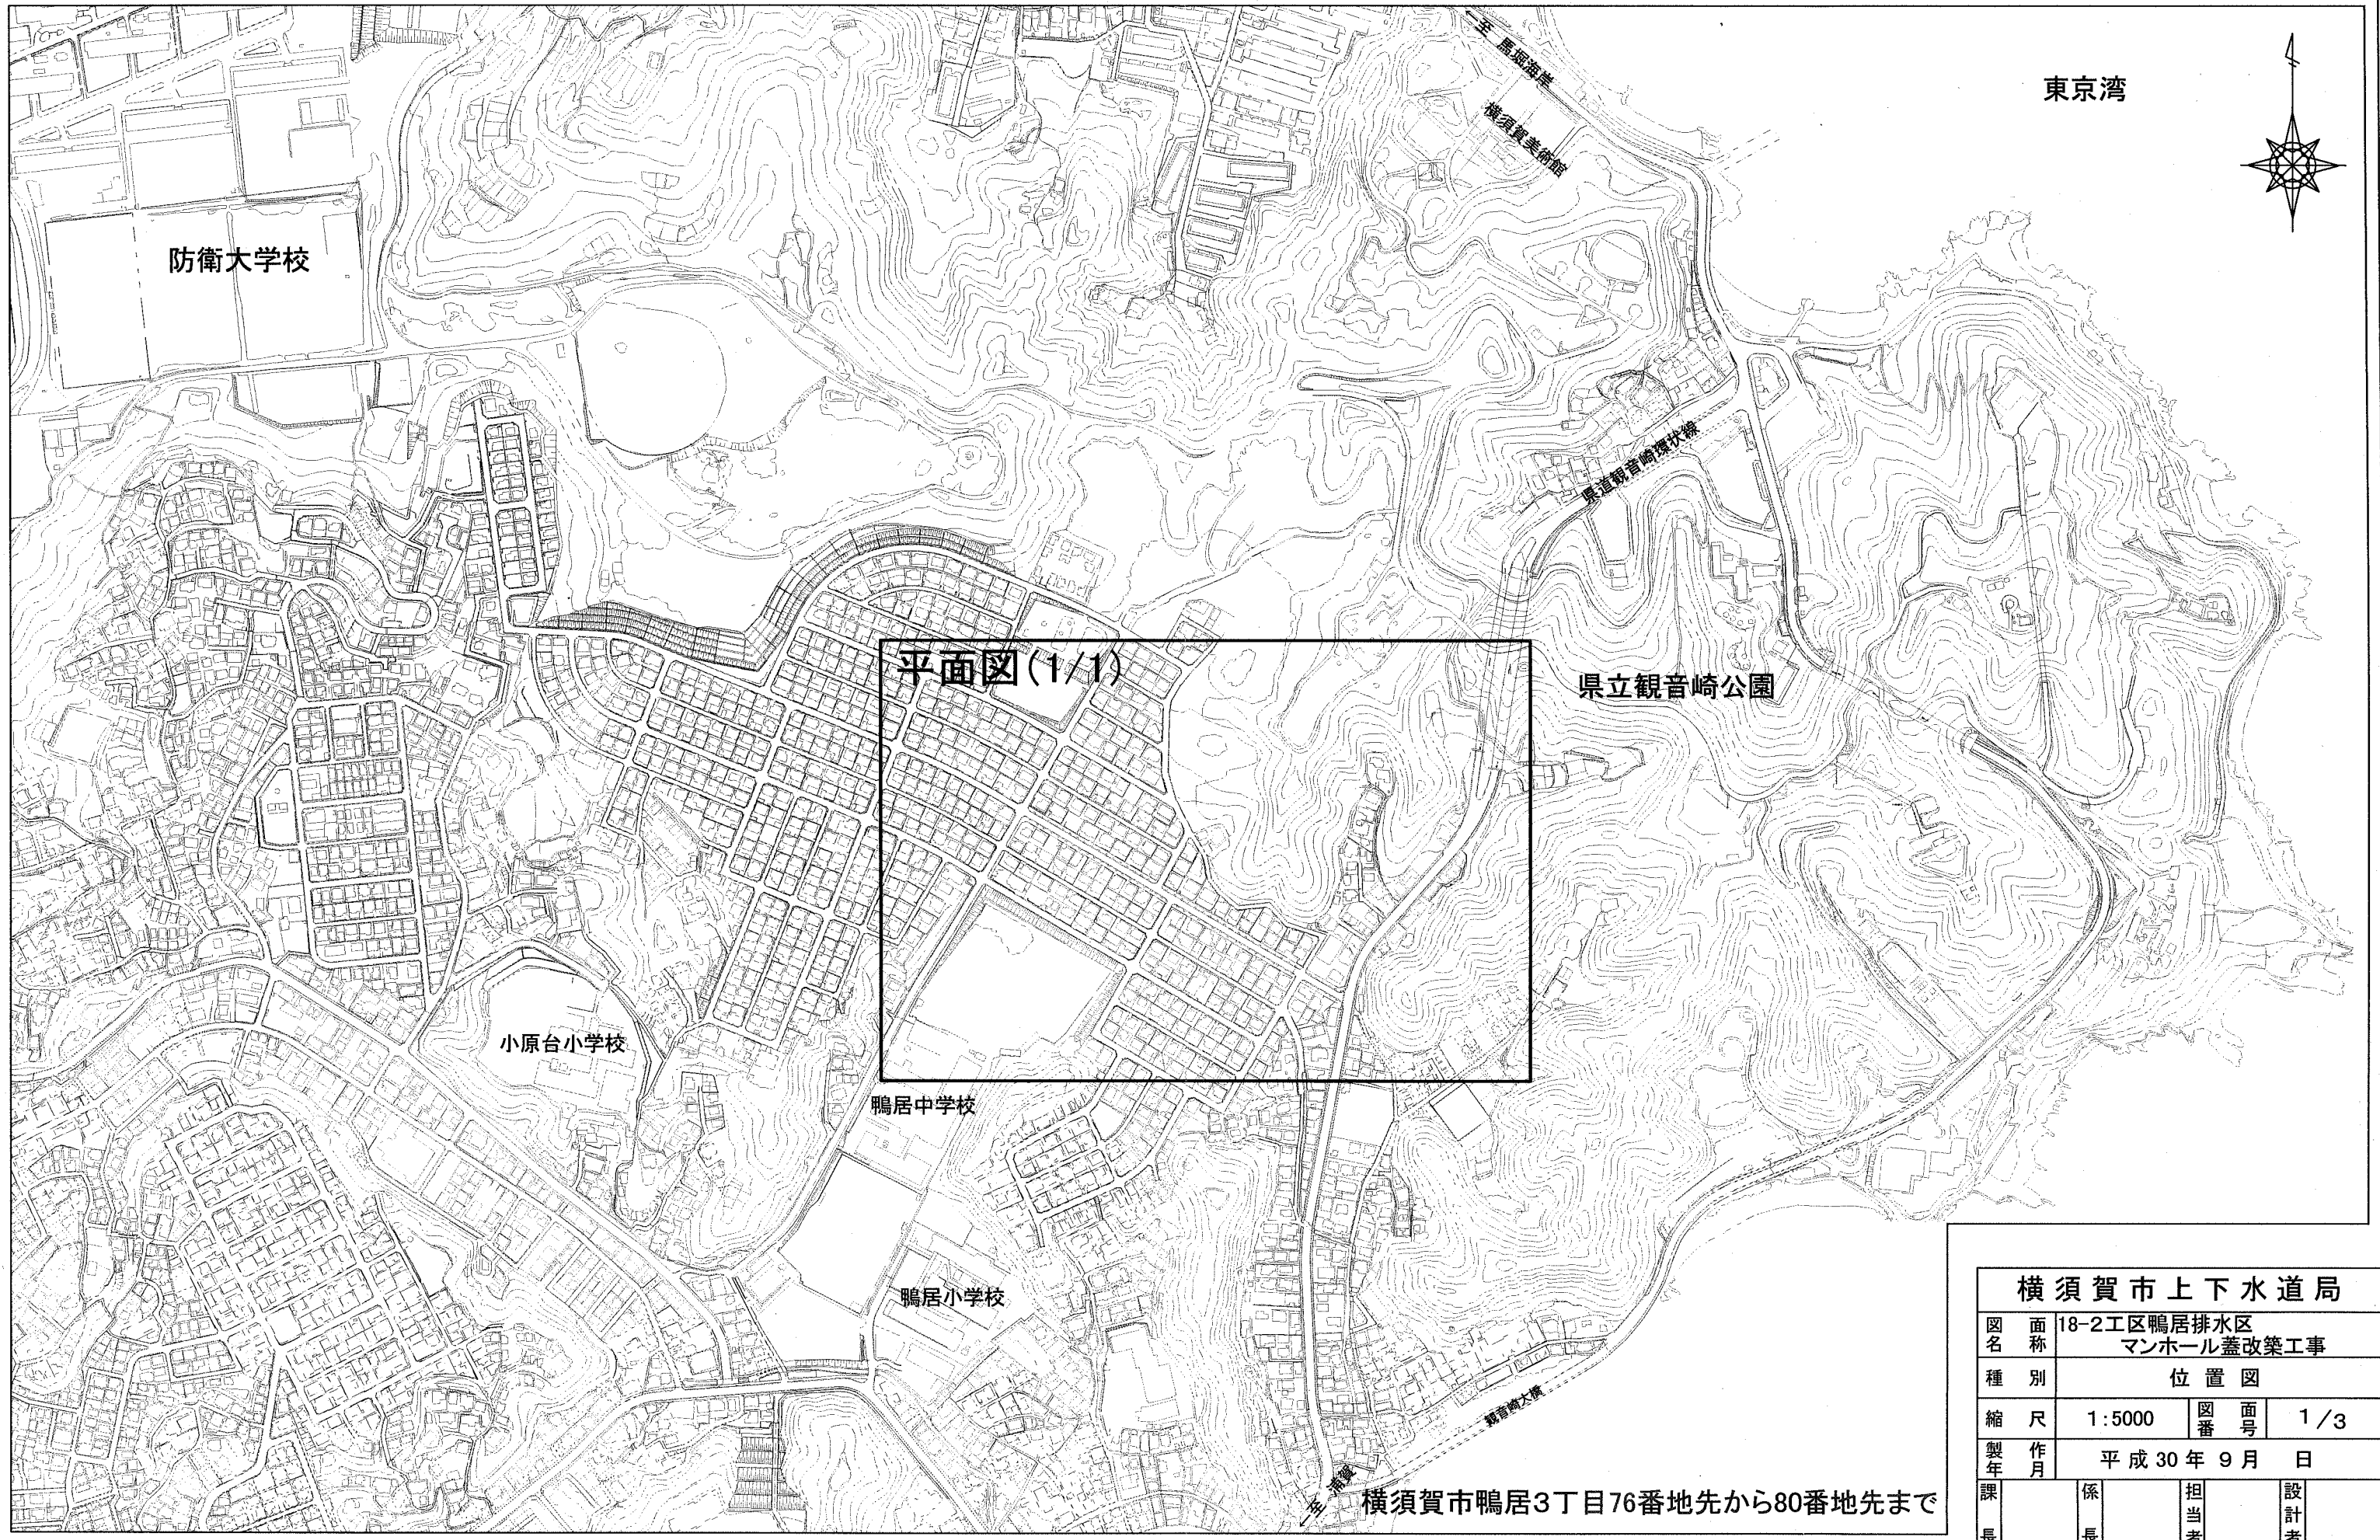 ←至 馬堀海岸
東京湾
横須賀美術館
防衛大学校
県道観音崎環状線
平面図(1/1)
県立観音崎公園
小原台小学校
鴨居中学校
鴨居小学校
観音崎大橋
←至 浦賀
横須賀市鴨居3丁目76番地先から80番地先まで
横須賀市上下水道局
図面名称 18-2工区鴨居排水区
マンホール蓋改築工事
種別 位置図
縮尺 1:5000 図面番号 1/3
製作年月 平成30年9月 日
課長 係長 担当者 設計者